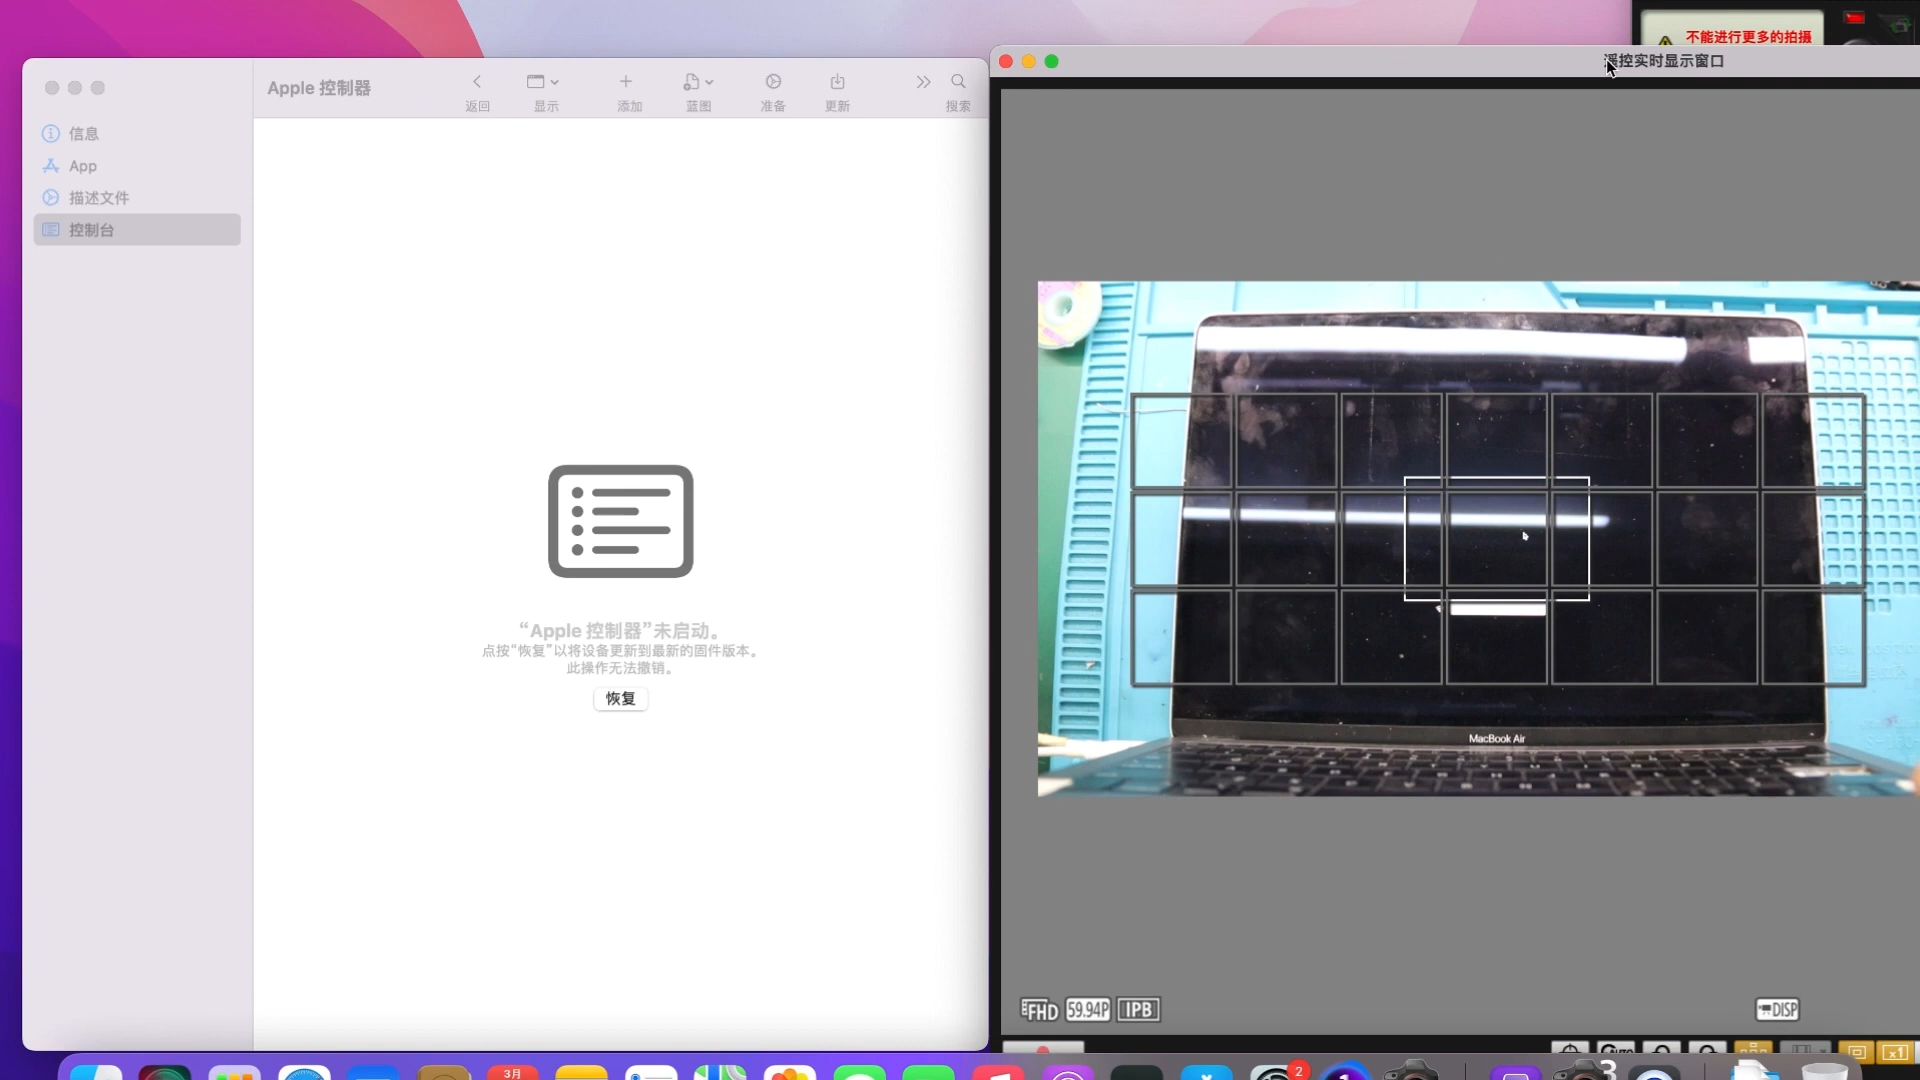 不能进行更多的拍摄
遥控实时显示窗口
Apple 控制器
返回
显示
添加
蓝图
准备
更新
搜索
信息
App
描述文件
控制台
“Apple 控制器”未启动。
点按“恢复”以将设备更新到最新的固件版本。
此操作无法撤销。
恢复
MacBook Air
FHD
59.94P
IPB
DISP
x1
3月
2